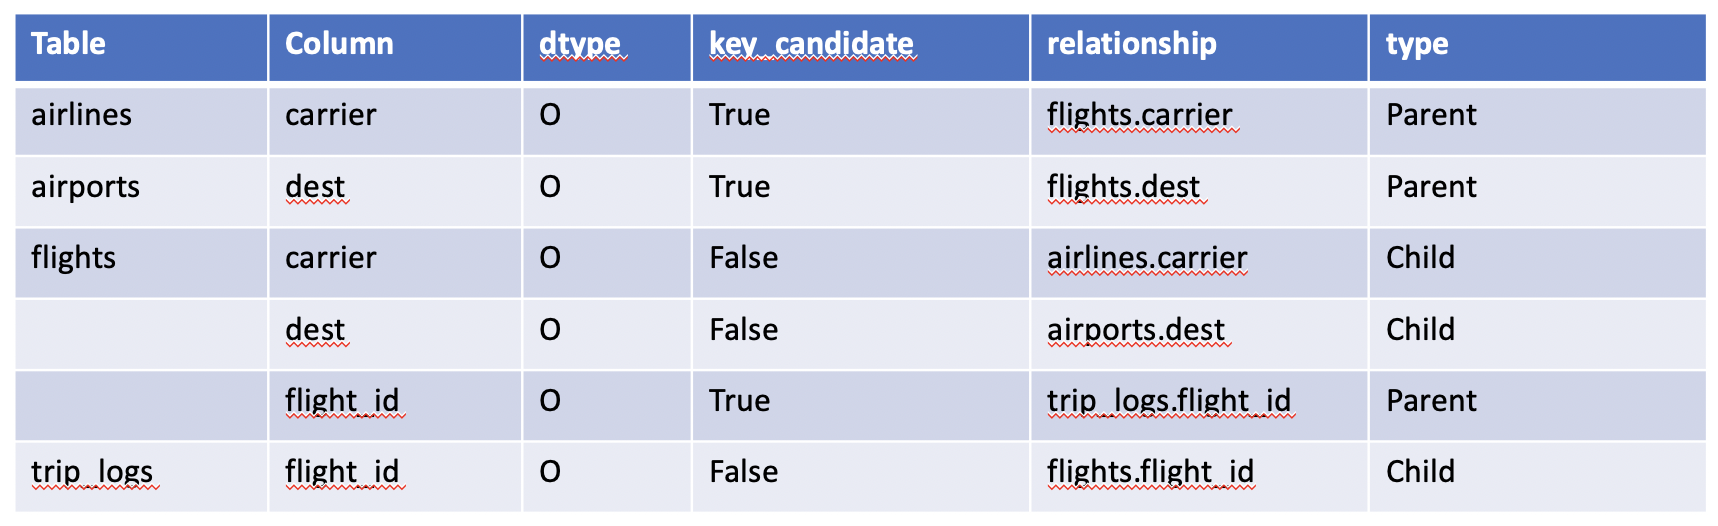 Table Column dtype key_candidate relationship type
airlines carrier O True flights.carrier Parent
airports dest O True flights.dest Parent
flights carrier O False airlines.carrier Child
dest O False airports.dest Child
flight_id O True trip_logs.flight_id Parent
trip_logs flight_id O False flights.flight_id Child